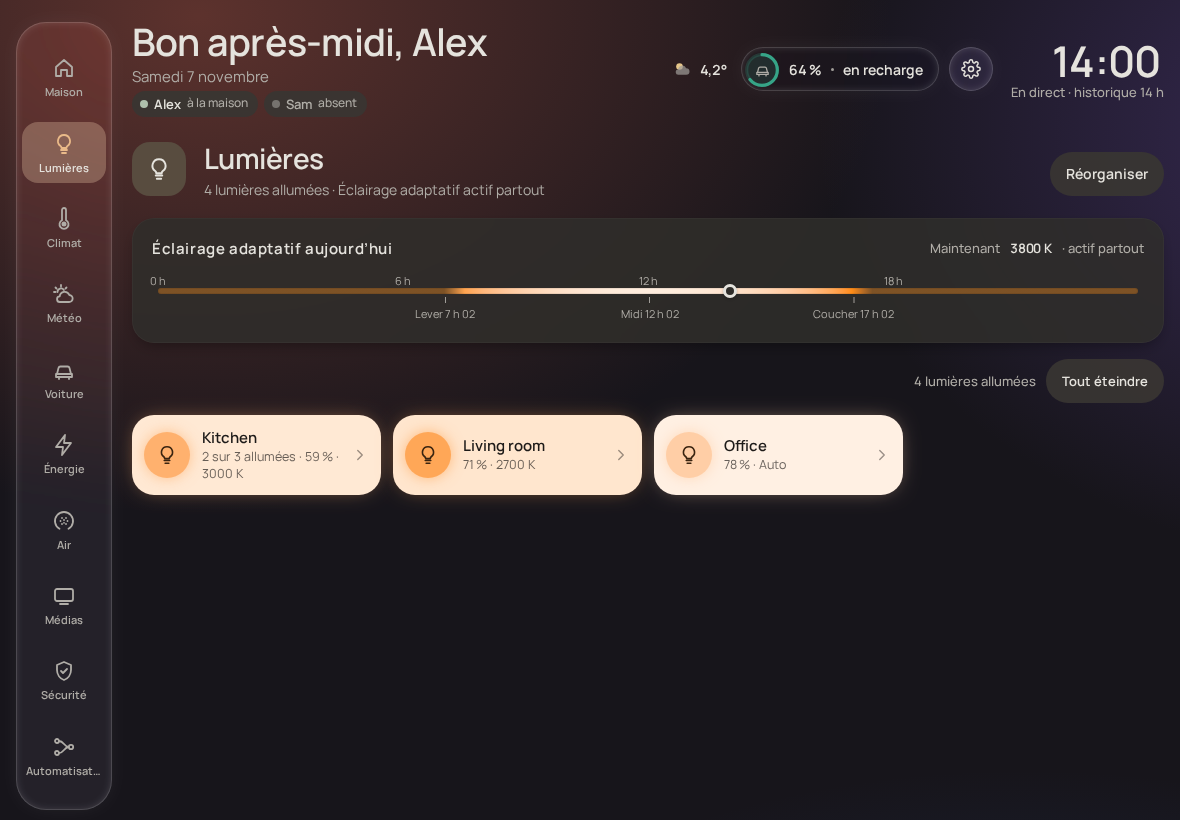 Maison
Lumières
Climat
Météo
Voiture
Énergie
Air
Médias
Sécurité
Automatisat…
Bon après-midi, Alex
Samedi 7 novembre
Alex à la maison
Sam absent
4,2°
64 % · en recharge
14:00
En direct · historique 14 h
Lumières
4 lumières allumées · Éclairage adaptatif actif partout
Réorganiser
Éclairage adaptatif aujourd’hui
Maintenant 3800 K · actif partout
0 h 6 h 12 h 18 h
Lever 7 h 02 Midi 12 h 02 Coucher 17 h 02
4 lumières allumées
Tout éteindre
Kitchen
2 sur 3 allumées · 59 % ·
3000 K
Living room
71 % · 2700 K
Office
78 % · Auto